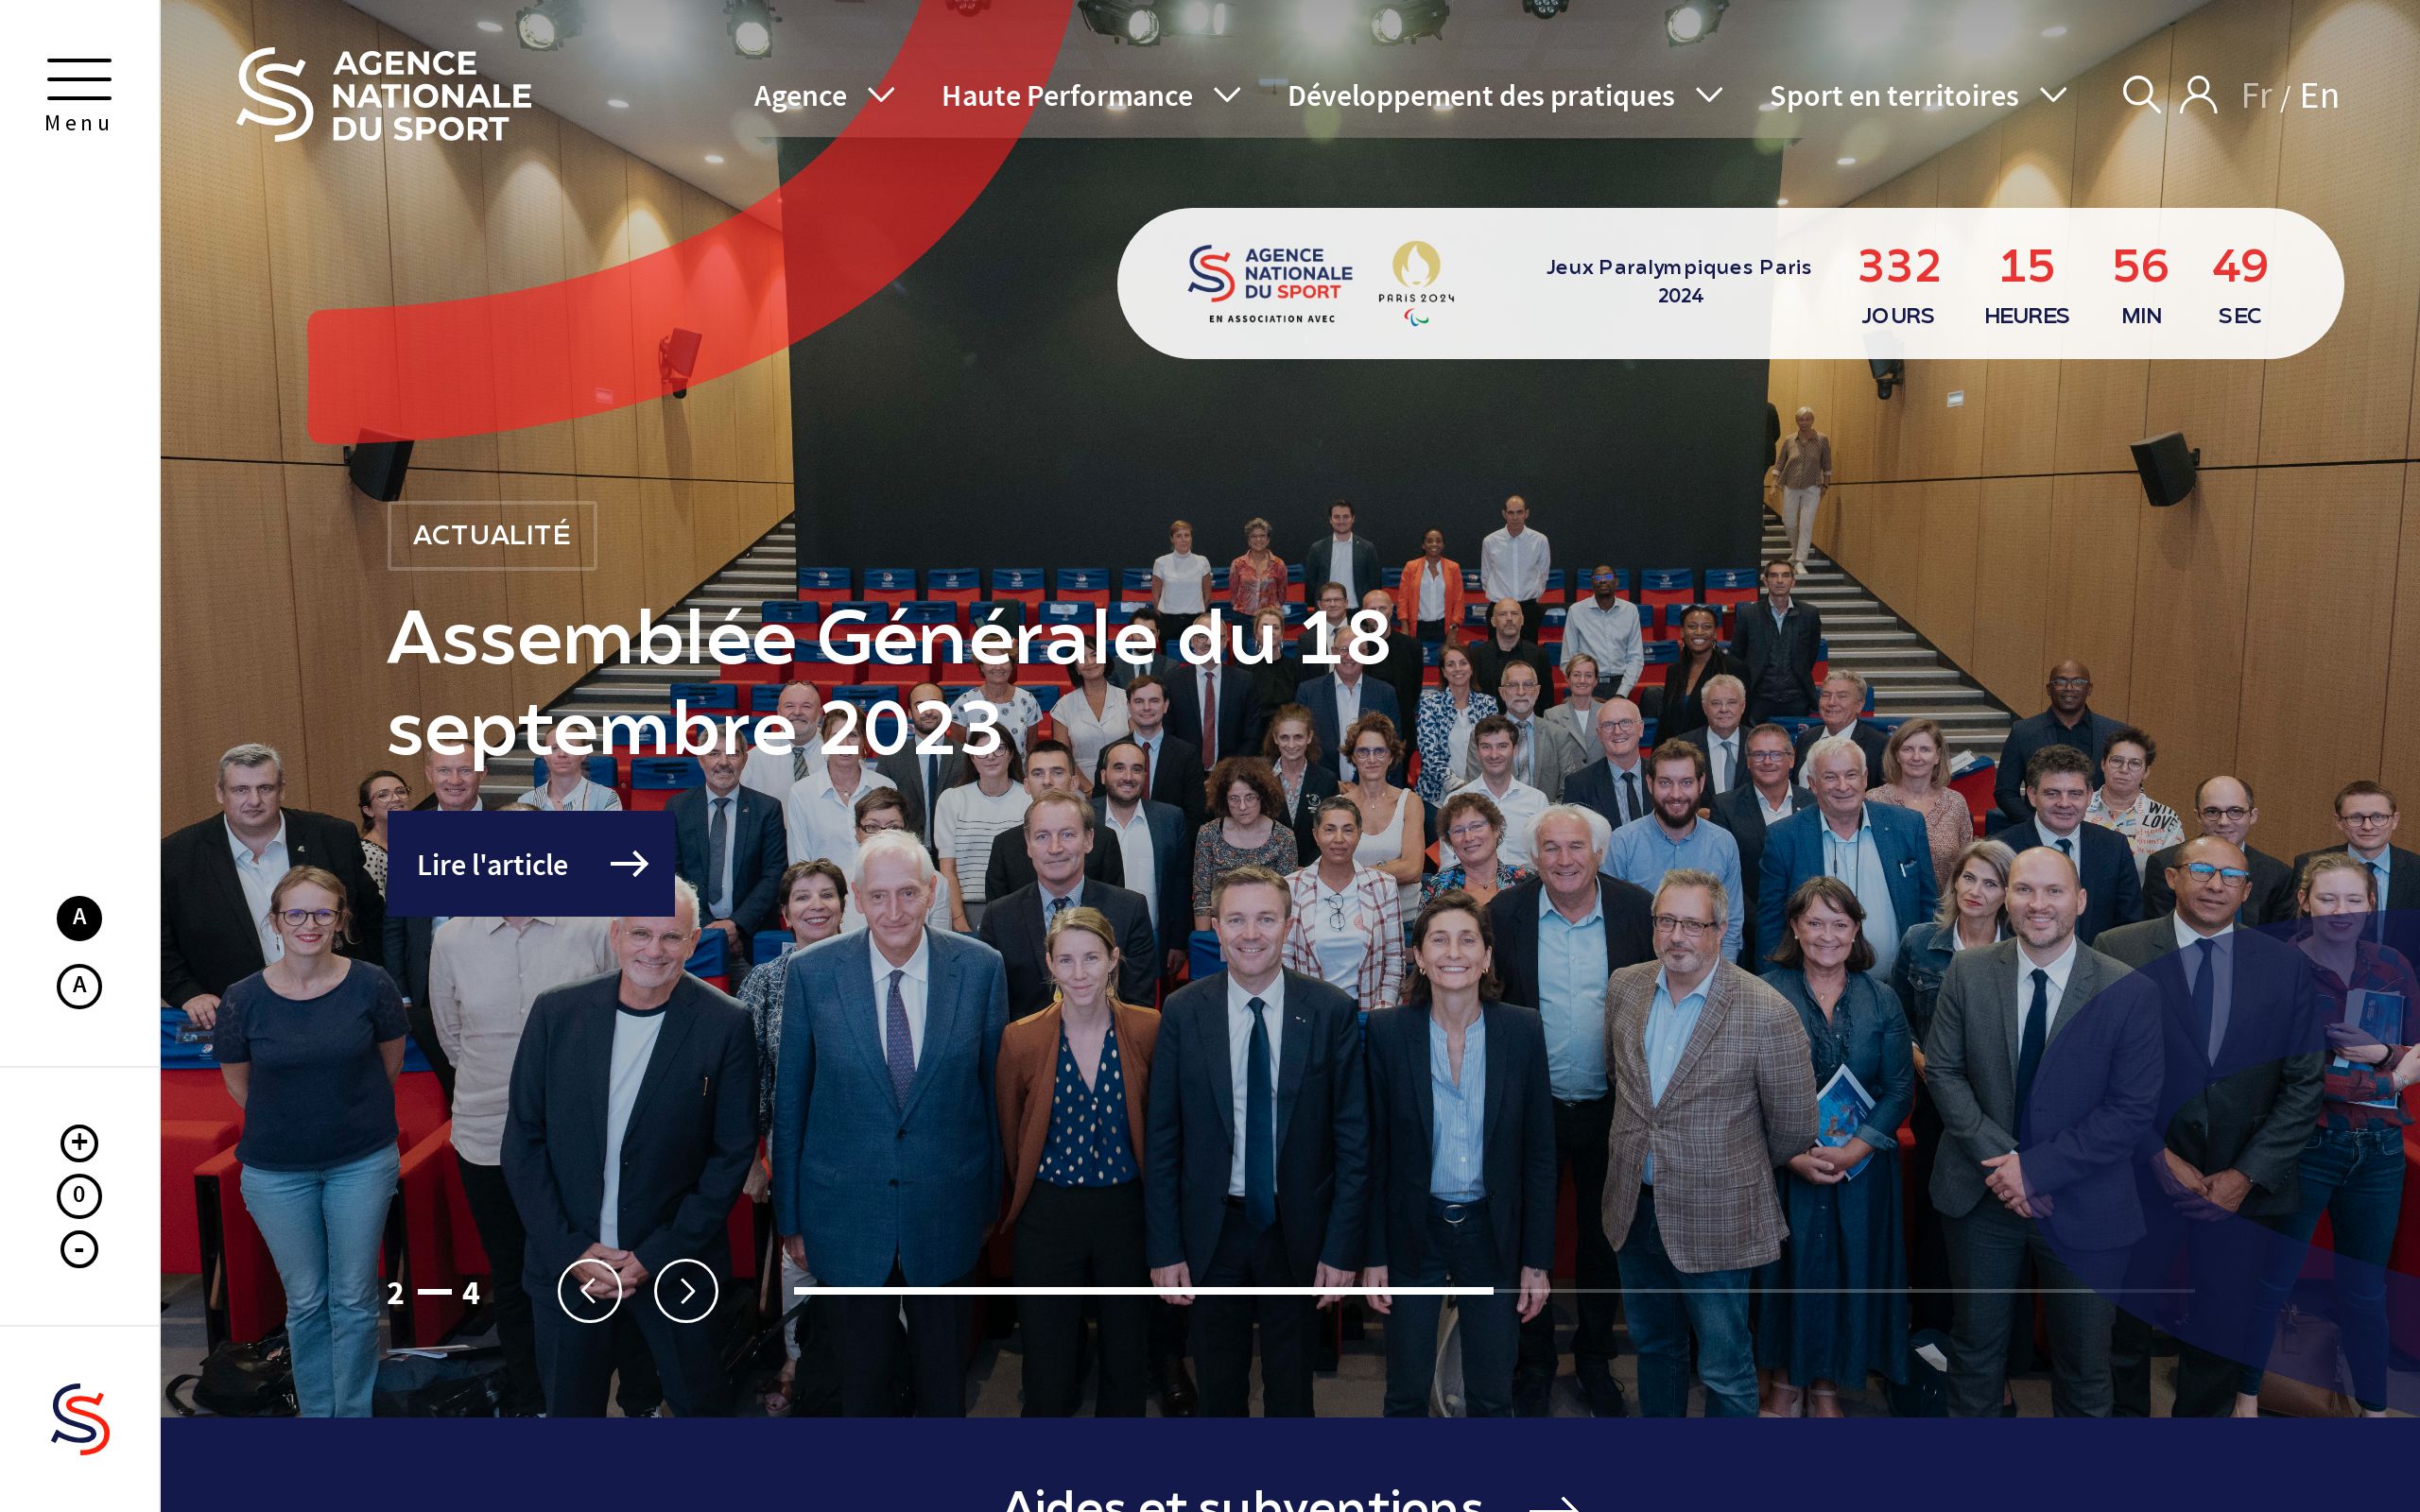 Menu
AGENCE
NATIONALE
DU SPORT
Agence
Haute Performance
Développement des pratiques
Sport en territoires
Fr / En
AGENCE
NATIONALE
DU SPORT
EN ASSOCIATION AVEC
PARIS 2024
Jeux Paralympiques Paris
2024
332 15 56 49
JOURS HEURES MIN SEC
ACTUALITÉ
Assemblée Générale du 18
septembre 2023
Lire l'article
A
A
+
0
-
2 — 4
Aides et subventions